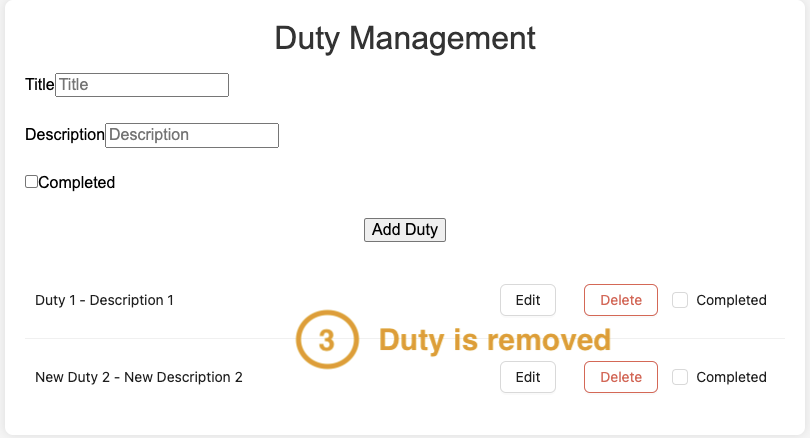 Duty Management
Title Title
Description Description
Completed
Add Duty
Duty 1 - Description 1 Edit Delete Completed
3 Duty is removed
New Duty 2 - New Description 2 Edit Delete Completed